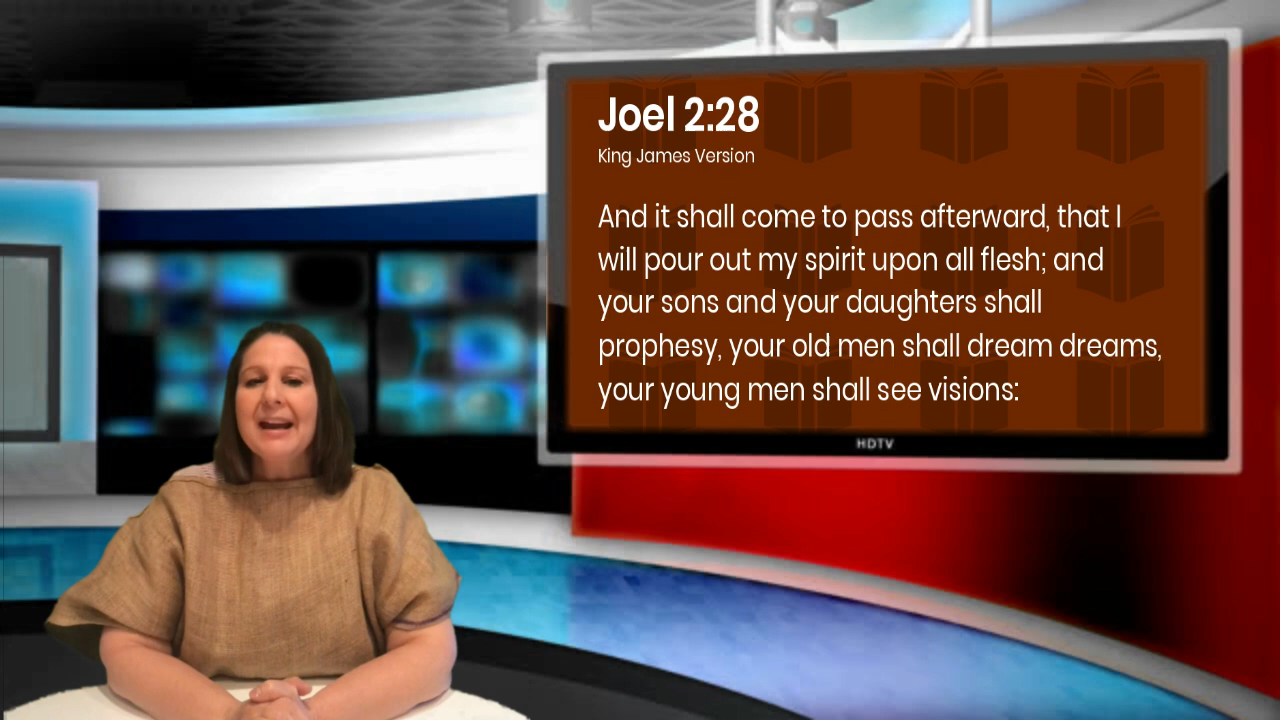 Joel 2:28
King James Version
And it shall come to pass afterward, that I
will pour out my spirit upon all flesh; and
your sons and your daughters shall
prophesy, your old men shall dream dreams,
your young men shall see visions:
HDTV